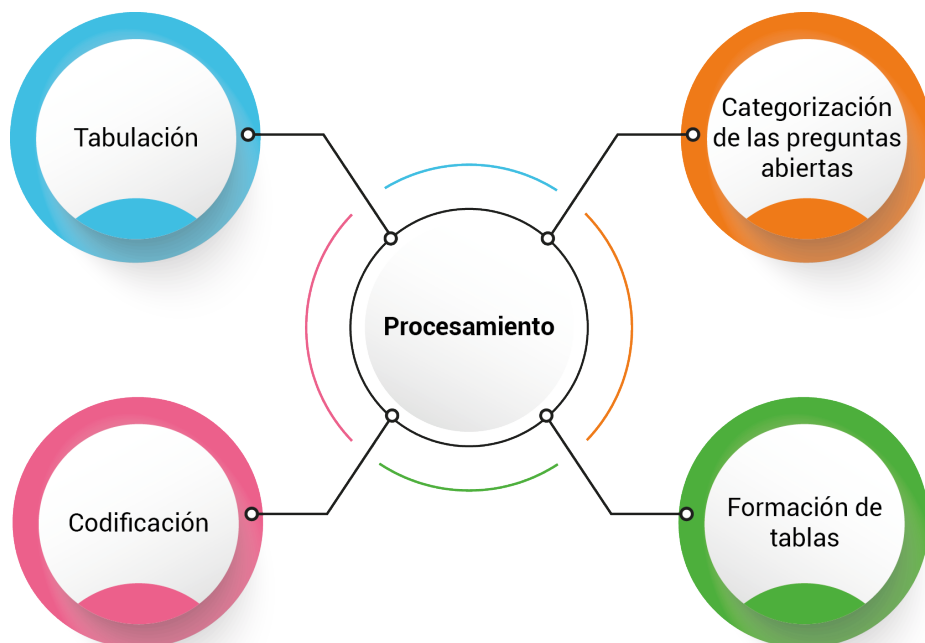 Tabulación
Categorización
de las preguntas
abiertas
Procesamiento
Codificación
Formación de
tablas